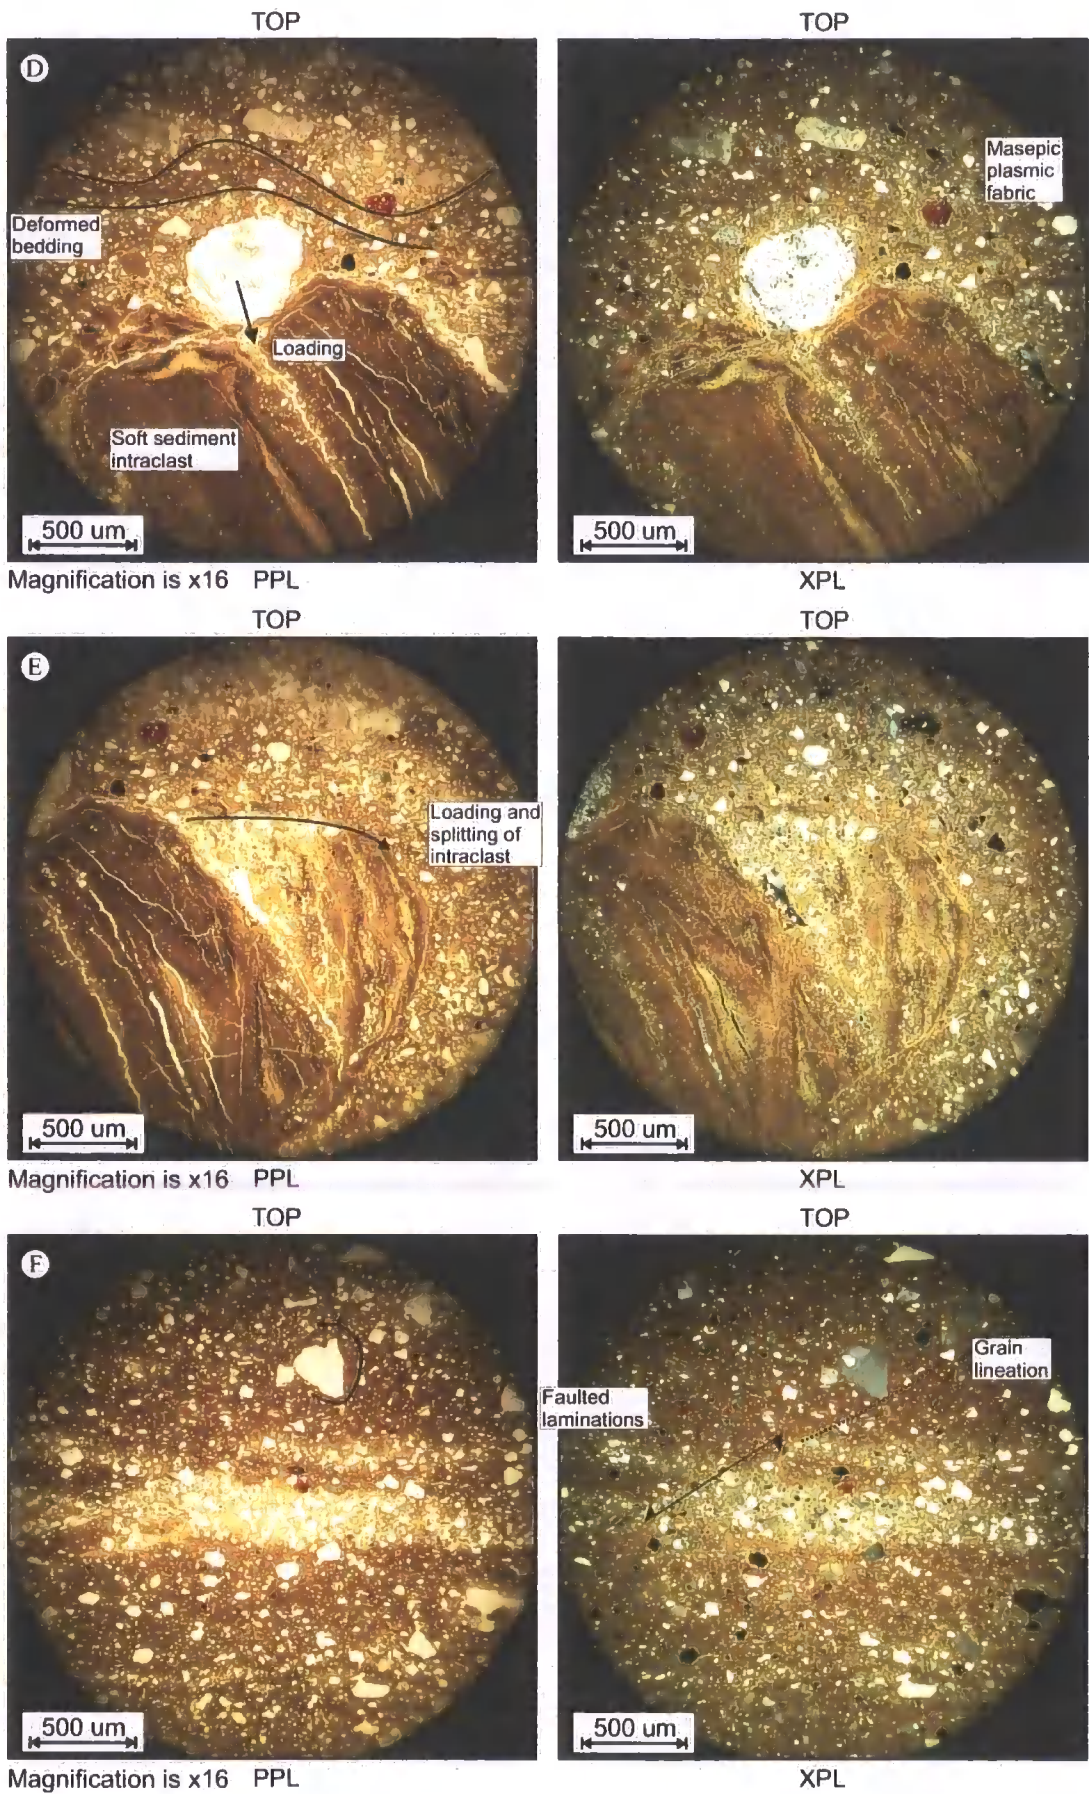 TOP
TOP
D
Deformed
bedding
Loading
Soft sediment
intraclast
500 um
Masepic
plasmic
fabric
500 um
Magnification is x16 PPL
XPL
TOP
TOP
E
Loading and
splitting of
intraclast
500 um
500 um
Magnification is x16 PPL
XPL
TOP
TOP
F
500 um
Faulted
laminations
Grain
lineation
500 um
Magnification is x16 PPL
XPL